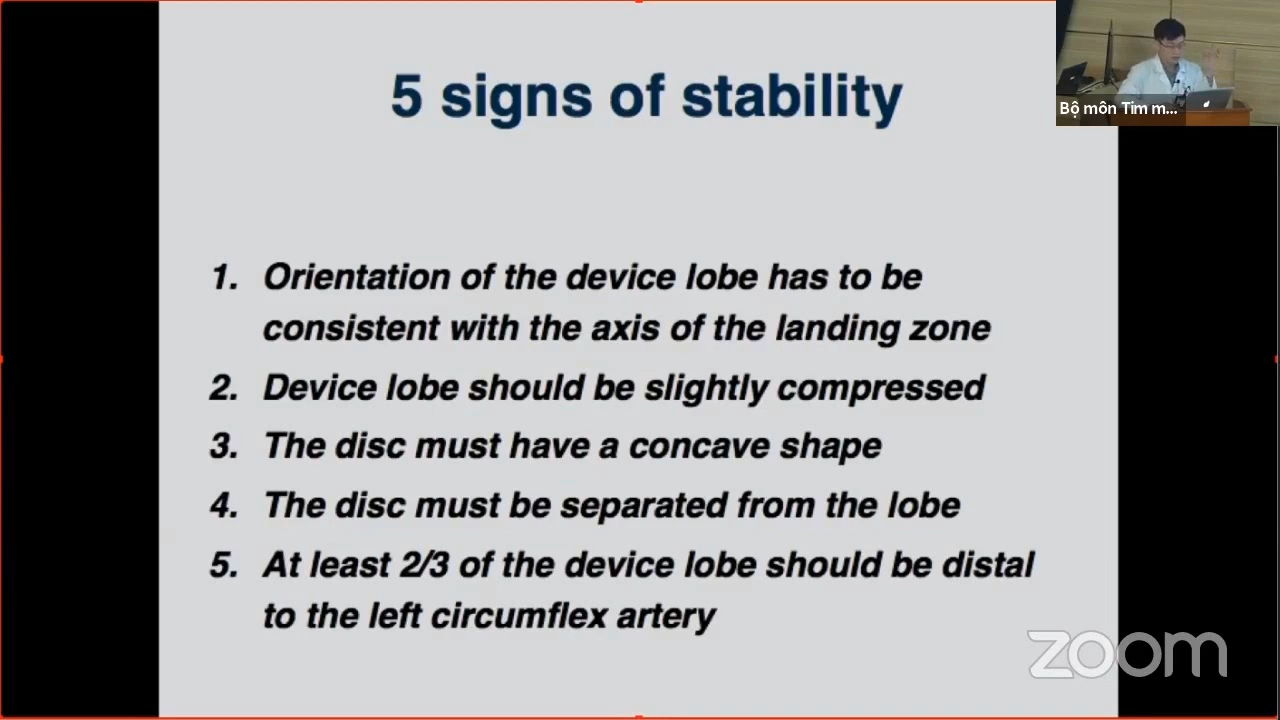 5 signs of stability
Bộ môn Tim m...
1. Orientation of the device lobe has to be
consistent with the axis of the landing zone
2. Device lobe should be slightly compressed
3. The disc must have a concave shape
4. The disc must be separated from the lobe
5. At least 2/3 of the device lobe should be distal
to the left circumflex artery
zoom